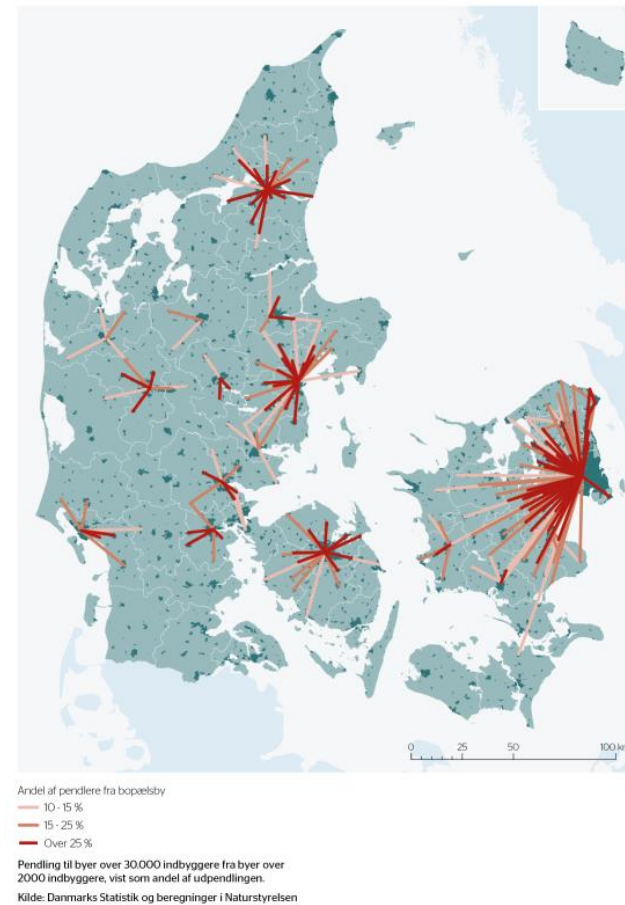 0 25 50 100 k
Andel af pendlere fra bopælsby
10 - 15 %
15 - 25 %
Over 25 %
Pendling til byer over 30.000 indbyggere fra byer over
2000 indbyggere, vist som andel af udpendlingen.
Kilde: Danmarks Statistik og beregninger i Naturstyrelsen